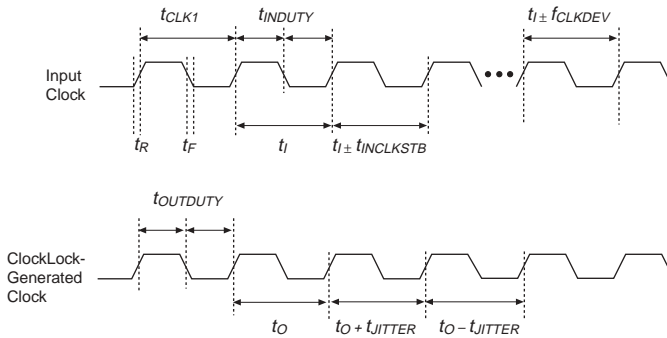 tCLK1 tINDUTY tI ± fCLKDEV
Input
Clock
tR tF tI tI ± tINCLKSTB
tOUTDUTY
ClockLock-
Generated
Clock
tO tO + tJITTER tO – tJITTER